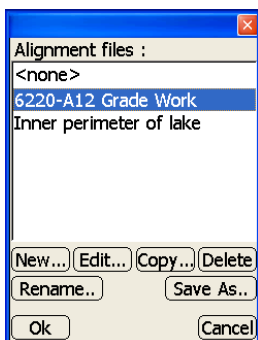 Alignment files :
<none>
6220-A12 Grade Work
Inner perimeter of lake
New... Edit... Copy... Delete
Rename.. Save As..
Ok Cancel